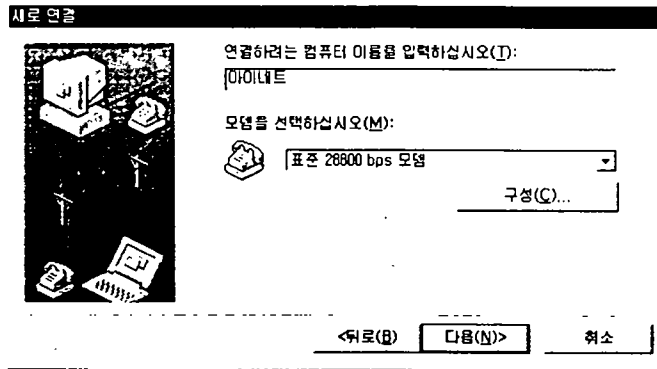 새로 연결
연결하려는 컴퓨터 이름을 입력하십시오(T):
아이네트
모뎀을 선택하십시오(M):
표준 28800 bps 모뎀
구성(C)...
<뒤로(B) 다음(N)> 취소